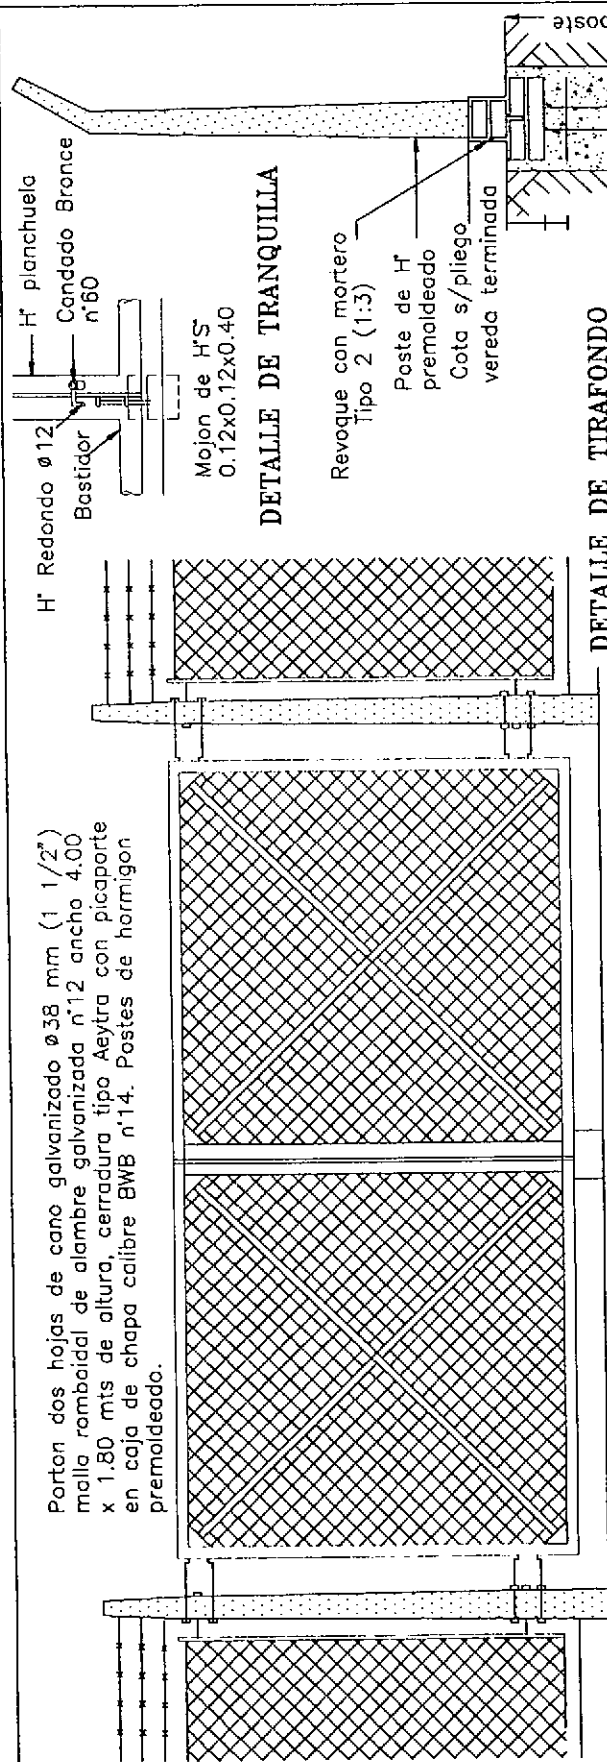 Porton dos hojas de cano galvanizado ø38 mm (1 1/2")
malla romboidal de alambre galvanizada n°12 ancho 4.00
x 1.80 mts de altura, cerradura tipo Aeytra con picaporte
en caja de chapa calibre BWB n°14. Postes de hormigon
premoldeado.
H° planchuela
Candado Bronce
n°60
H° Redondo ø12
Bastidor
Mojon de H°S°
0.12x0.12x0.40
DETALLE DE TRANQUILLA
Revoque con mortero
Tipo 2 (1:3)
Poste de H°
premoldeado
Cota s/pliego
vereda terminada
poste
DETALLE DE TIRAFONDO